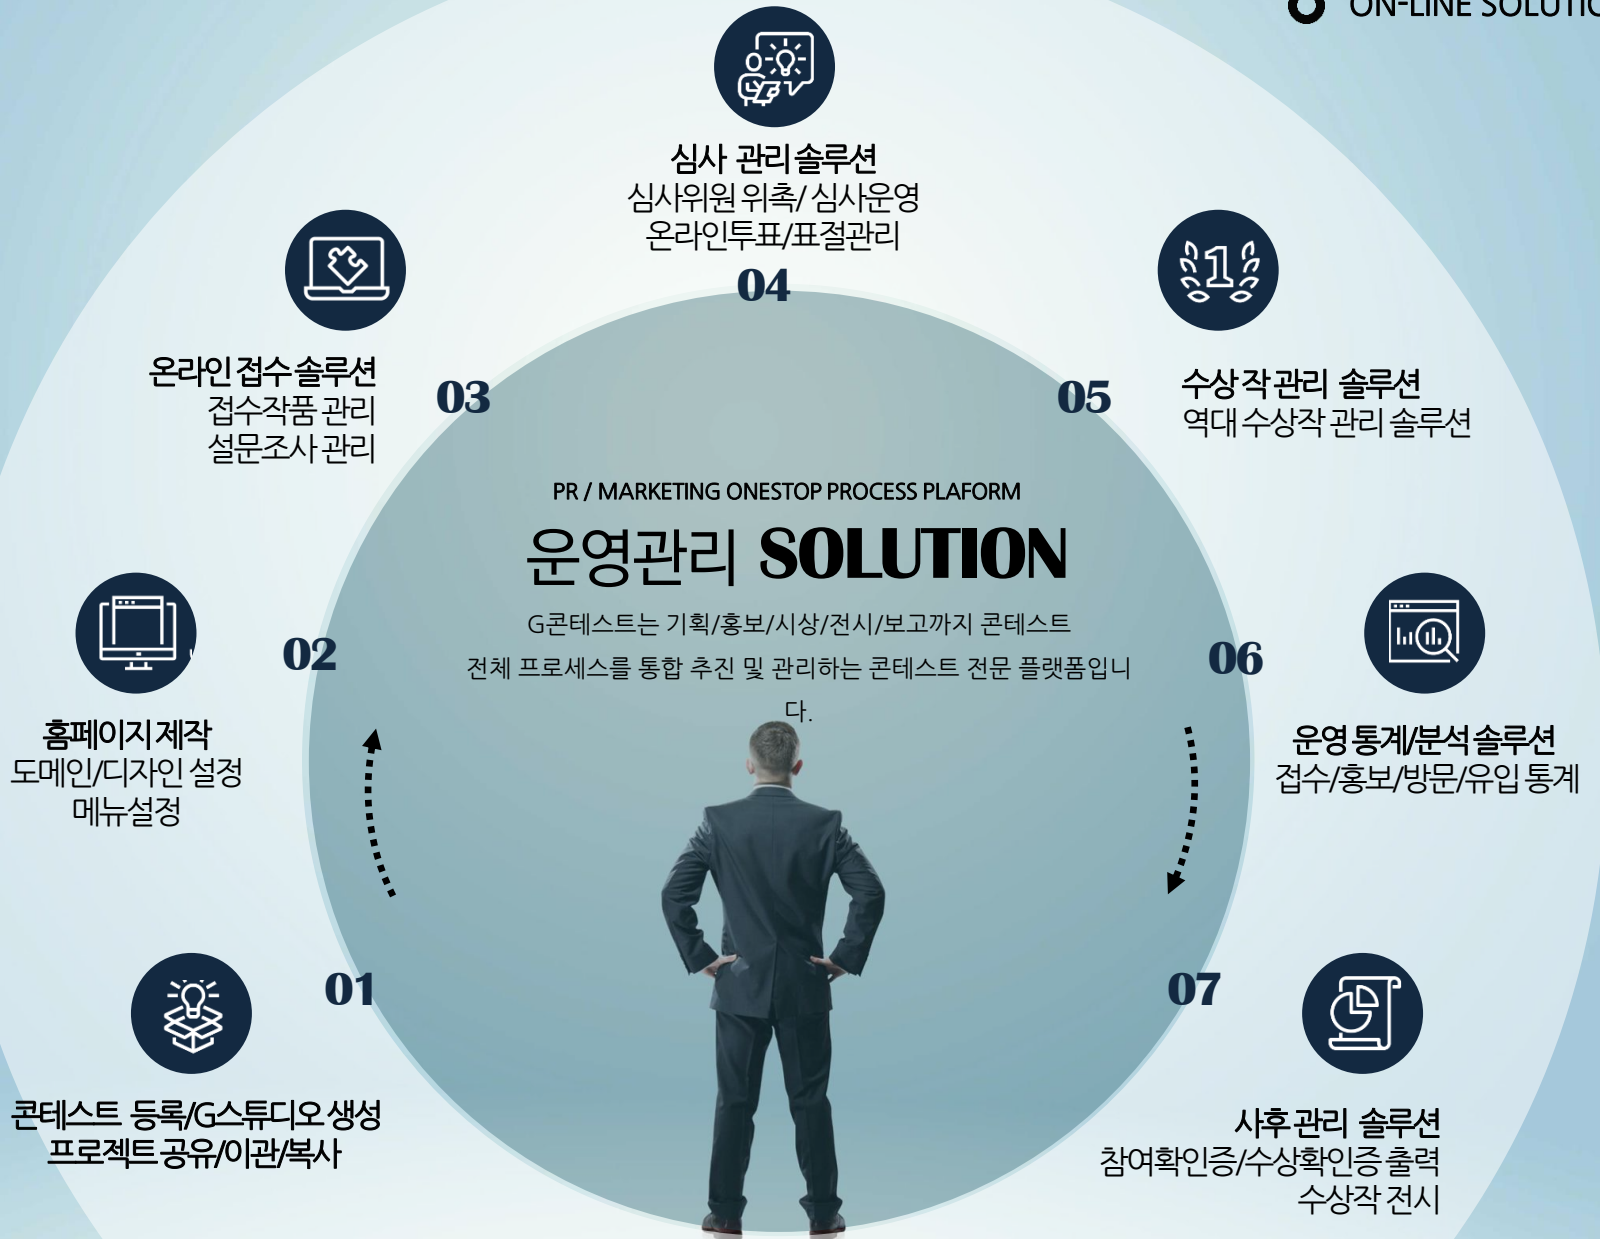 ON-LINE SOLUTIO
심사 관리 솔루션
심사위원 위촉/ 심사운영
온라인투표/표절관리
04
온라인 접수 솔루션
접수작품 관리
설문조사 관리
03
05
수상 작 관리 솔루션
역대 수상작 관리 솔루션
PR / MARKETING ONESTOP PROCESS PLAFORM
운영관리 SOLUTION
G콘테스트는 기획/홍보/시상/전시/보고까지 콘테스트
전체 프로세스를 통합 추진 및 관리하는 콘테스트 전문 플랫폼입니
다.
02
홈페이지 제작
도메인/디자인 설정
메뉴설정
06
운영 통계/분석 솔루션
접수/홍보/방문/유입 통계
01
콘테스트 등록/G스튜디오 생성
프로젝트 공유/이관/복사
07
사후 관리 솔루션
참여확인증/수상확인증 출력
수상작 전시